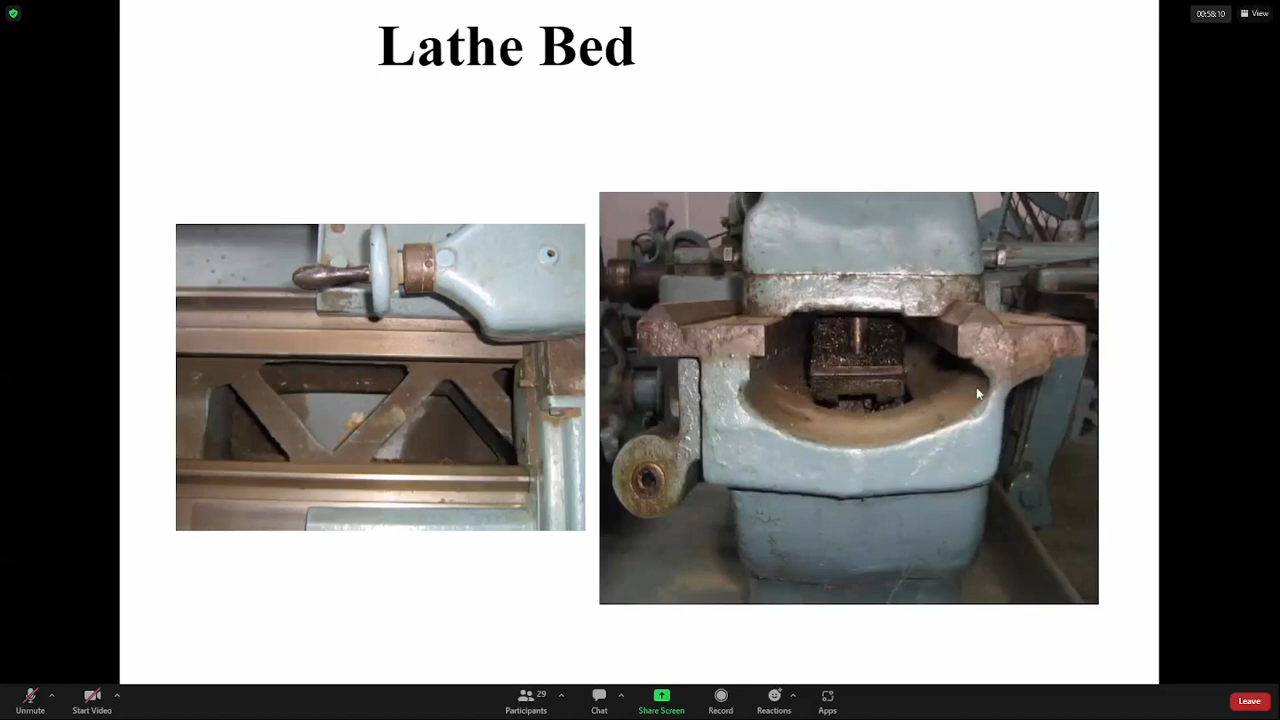 00:58:10
View
Lathe Bed
Unmute
Start Video
29
Participants
Chat
Share Screen
Record
Reactions
Apps
Leave